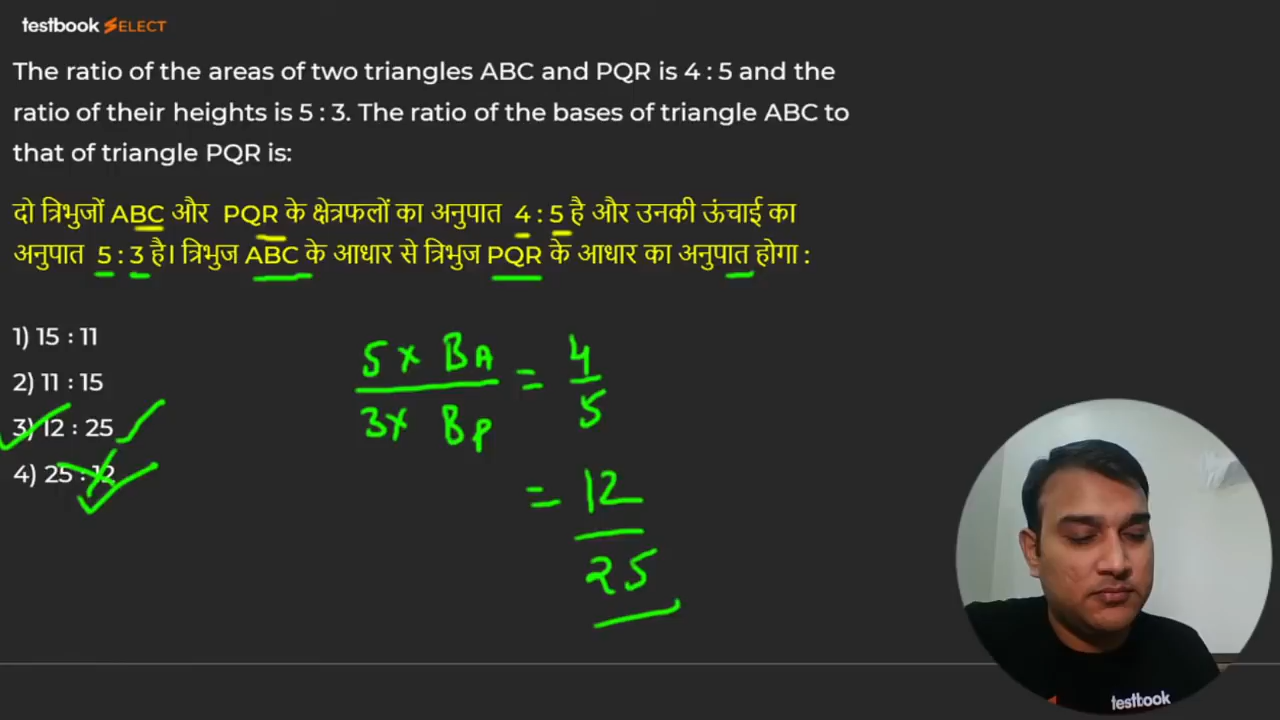 testbook SELECT
The ratio of the areas of two triangles ABC and PQR is 4 : 5 and the
ratio of their heights is 5 : 3. The ratio of the bases of triangle ABC to
that of triangle PQR is:
दो त्रिभुजों ABC और PQR के क्षेत्रफलों का अनुपात 4 : 5 है और उनकी ऊंचाई का
अनुपात 5 : 3 है। त्रिभुज ABC के आधार से त्रिभुज PQR के आधार का अनुपात होगा :
1) 15 : 11
2) 11 : 15
3) 12 : 25
4) 25 : 12
5 × BA = 4
3× BP 5
= 12
25
testbook